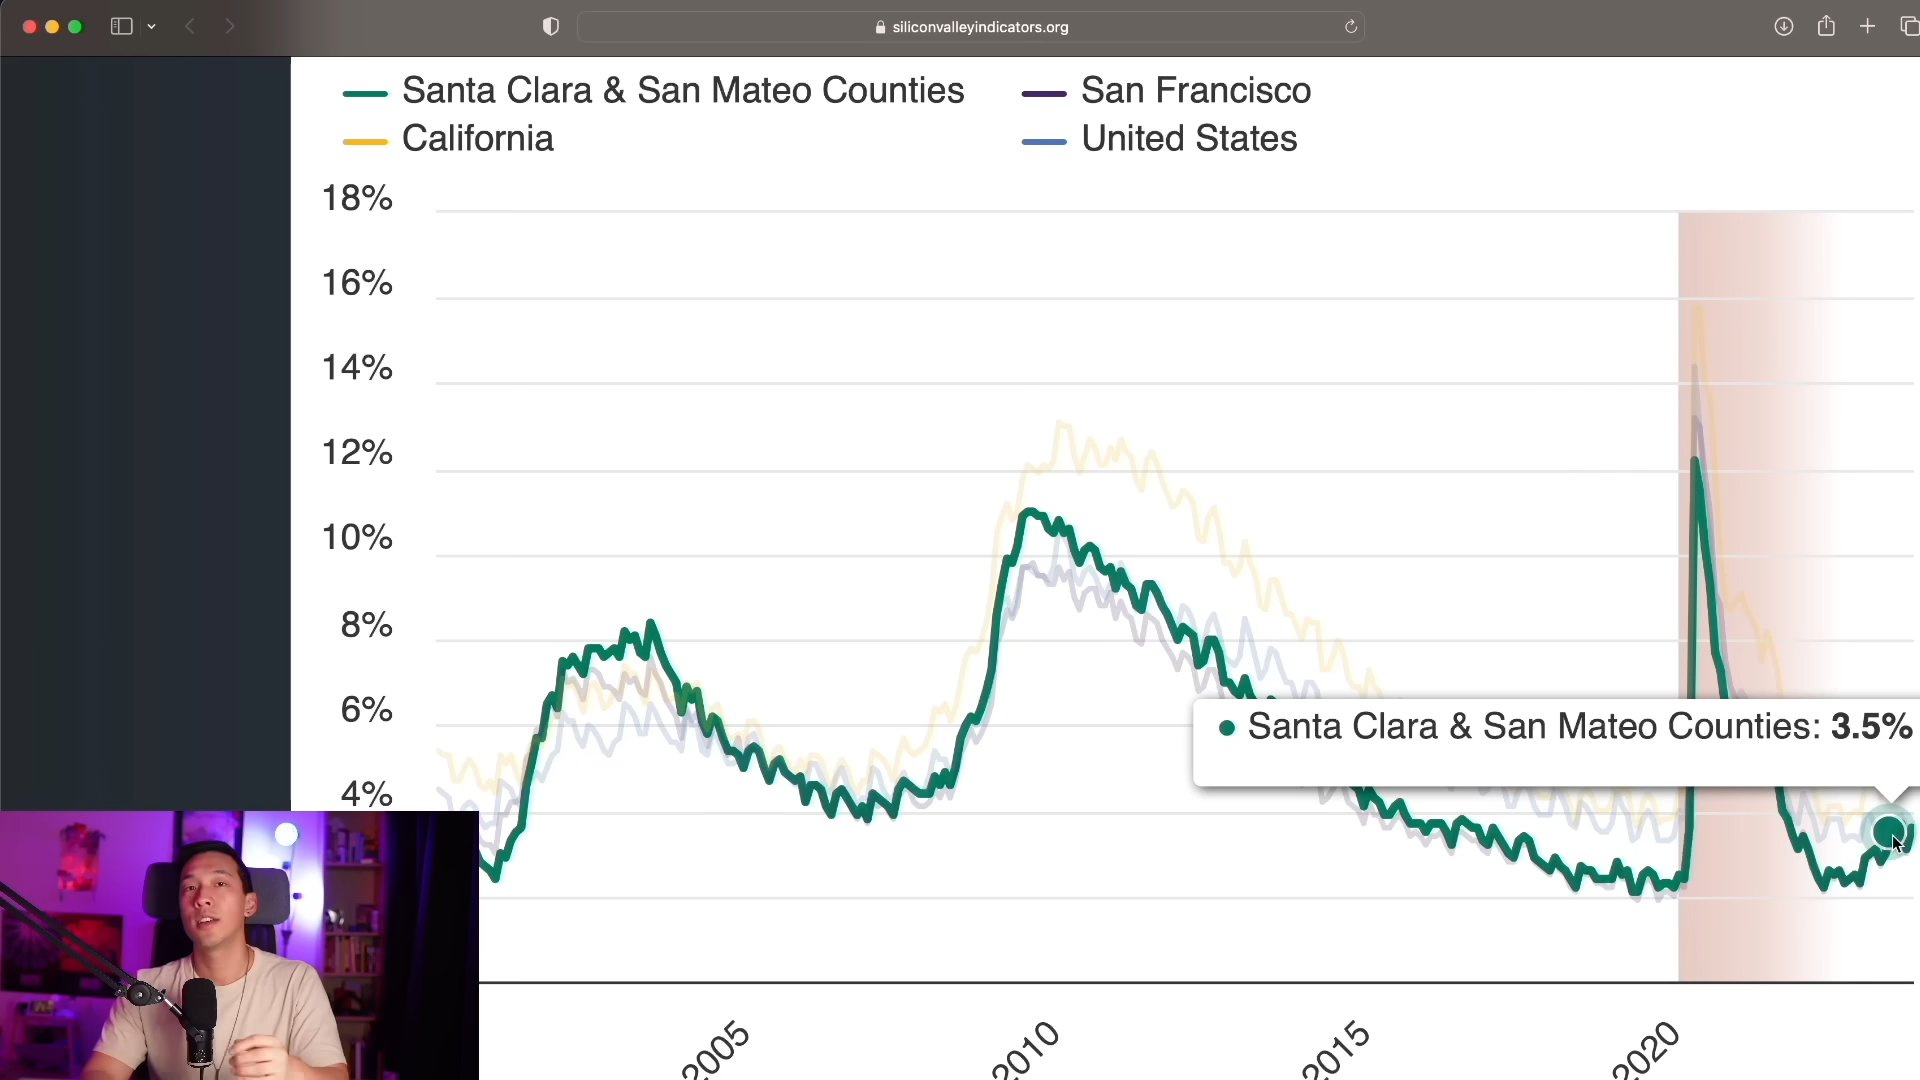 siliconvalleyindicators.org
Santa Clara & San Mateo Counties
San Francisco
California
United States
18%
16%
14%
12%
10%
8%
6%
Santa Clara & San Mateo Counties: 3.5%
4%
2005
2010
2015
2020